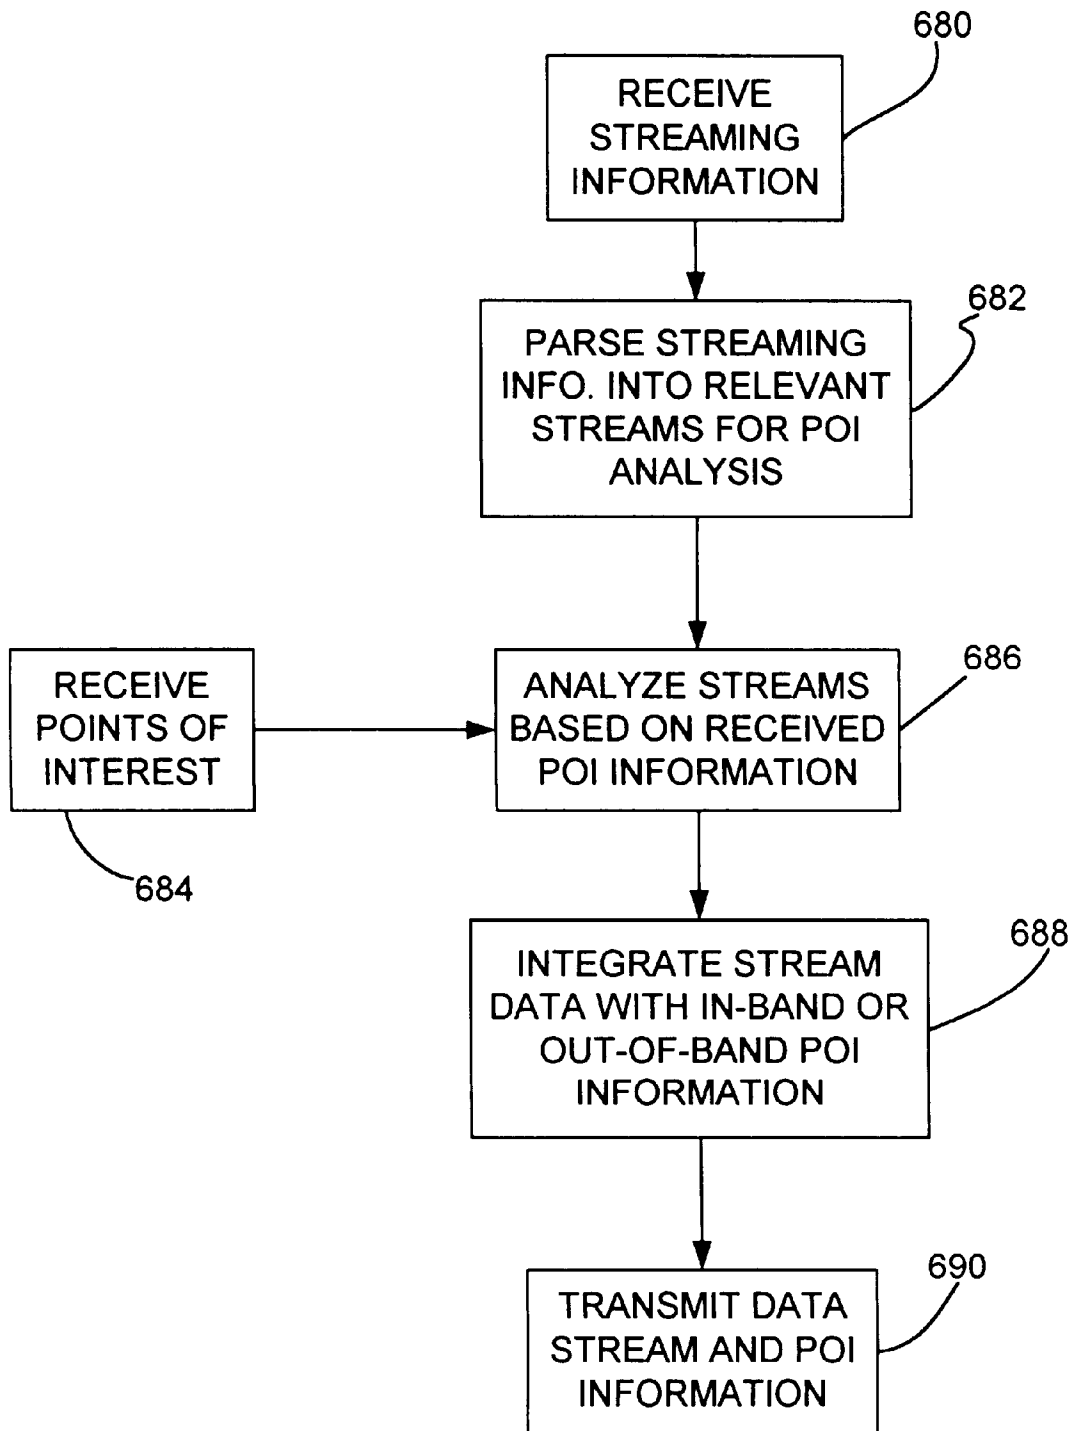 680
RECEIVE
STREAMING
INFORMATION
682
PARSE STREAMING
INFO. INTO RELEVANT
STREAMS FOR POI
ANALYSIS
RECEIVE
POINTS OF
INTEREST
684
686
ANALYZE STREAMS
BASED ON RECEIVED
POI INFORMATION
688
INTEGRATE STREAM
DATA WITH IN-BAND OR
OUT-OF-BAND POI
INFORMATION
690
TRANSMIT DATA
STREAM AND POI
INFORMATION